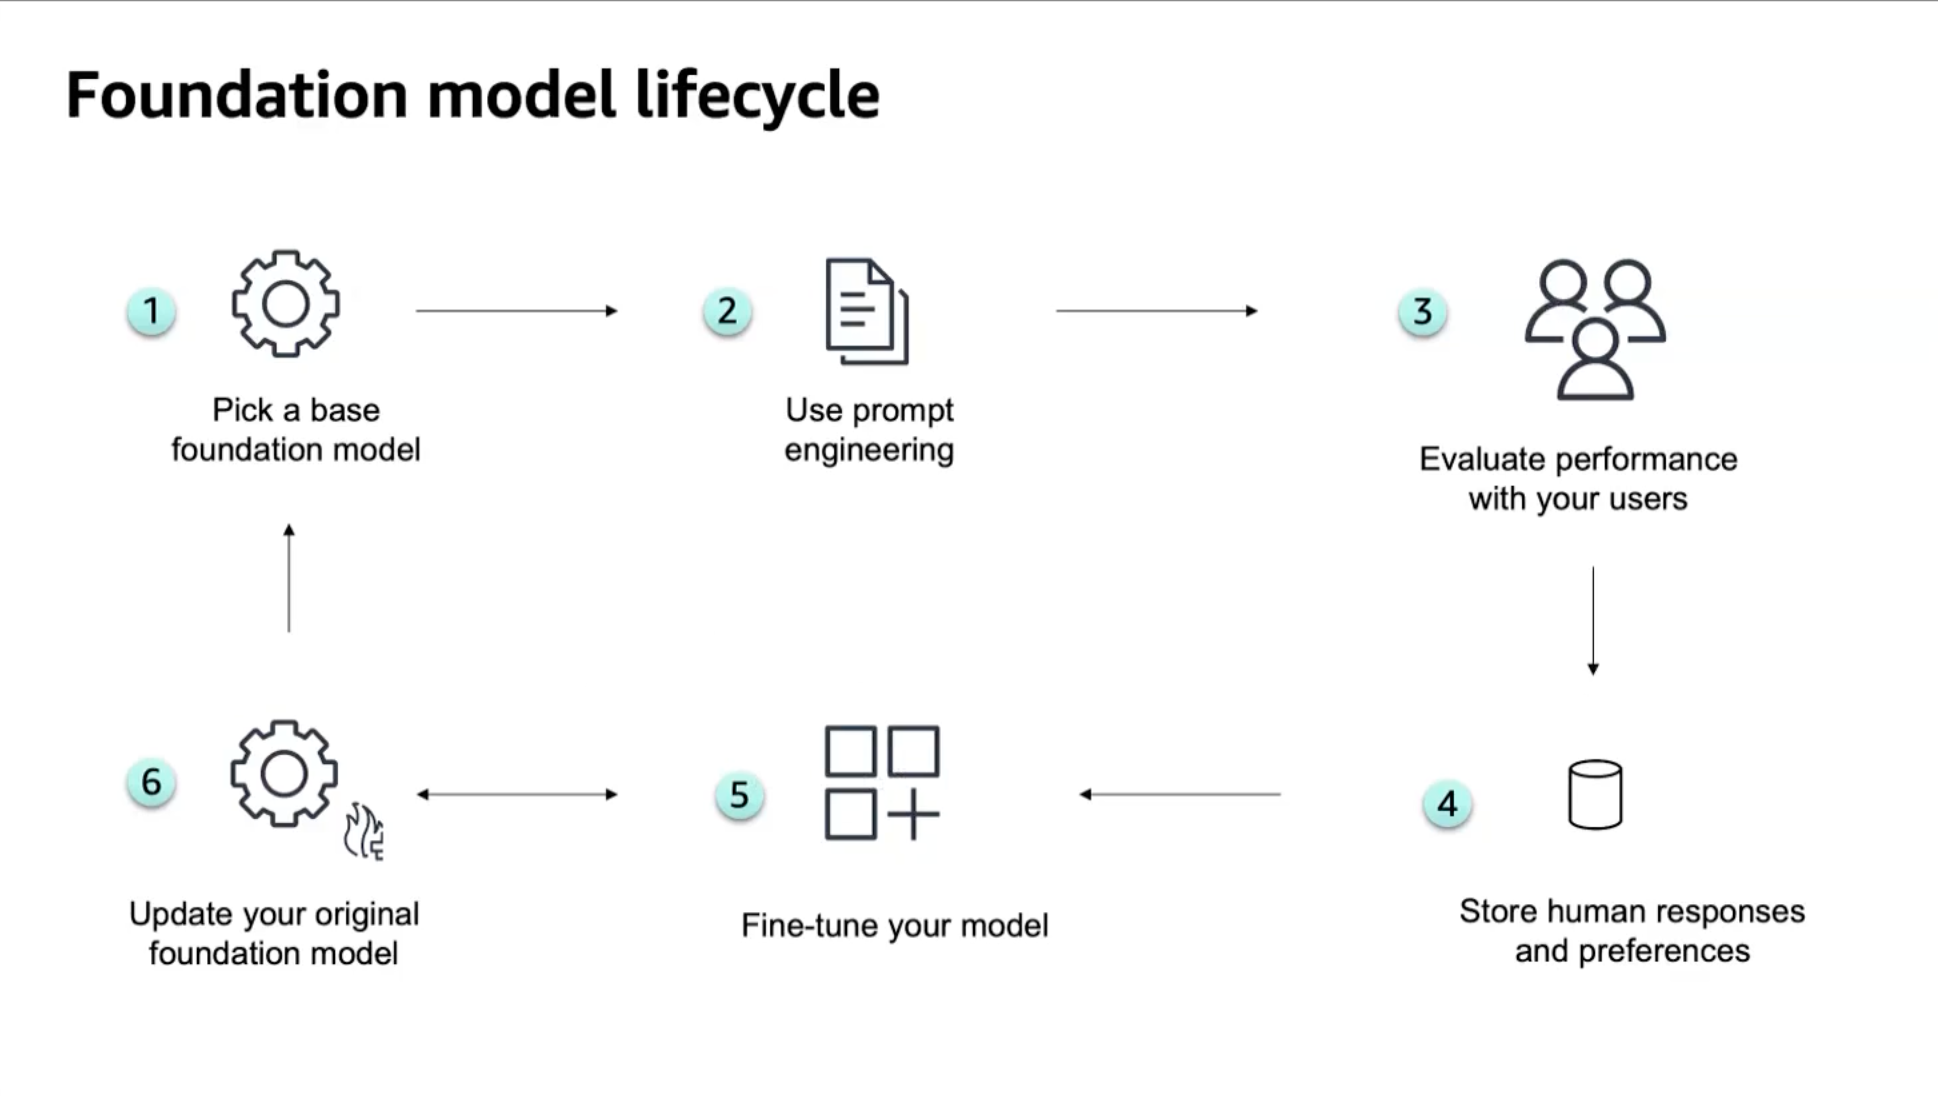 Foundation model lifecycle
1
Pick a base
foundation model
2
Use prompt
engineering
3
Evaluate performance
with your users
4
Store human responses
and preferences
5
Fine-tune your model
6
Update your original
foundation model